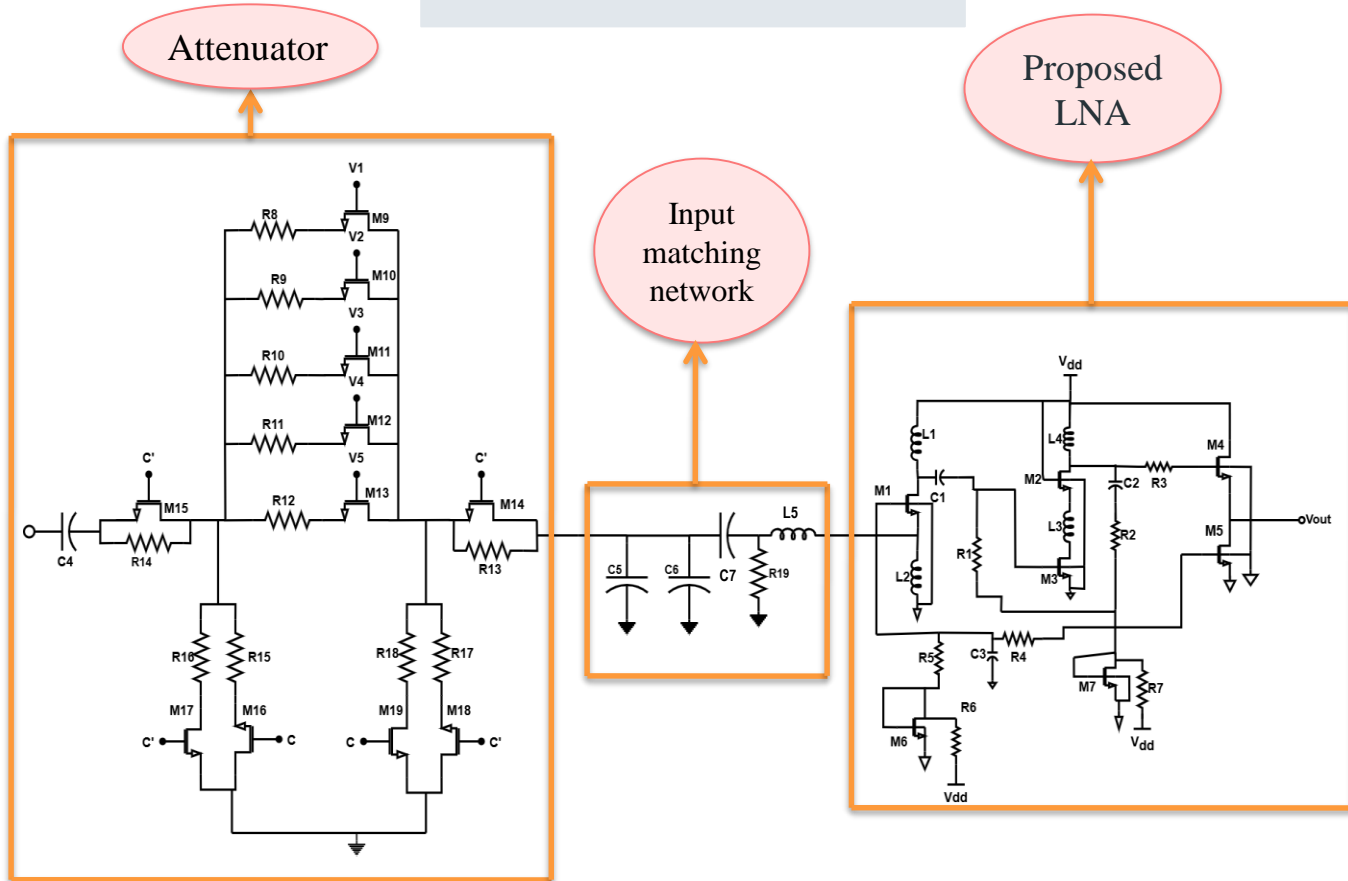 Attenuator
Proposed
LNA
Input
matching
network
V1
R8
M9
V2
R9
M10
V3
R10
M11
V4
R11
M12
V5
R12
M13
C'
M15
C'
M14
C4
R14
R13
R16
R15
R18
R17
M17
M16
M19
M18
C'
C
C
C'
C5
C6
C7
R19
L5
Vdd
L1
L4
M4
M1
C1
M2
C2
R3
L3
R2
M5
Vout
R1
L2
M3
R5
C3
R4
M7
R7
M6
R6
Vdd
Vdd